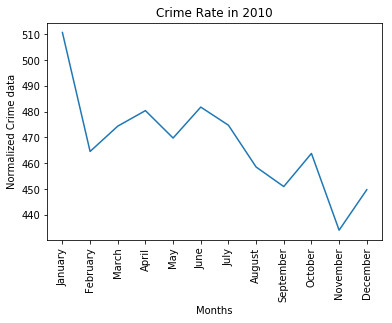 Crime Rate in 2010
Normalized Crime data
510
500
490
480
470
460
450
440
January
February
March
April
May
June
July
August
September
October
November
December
Months